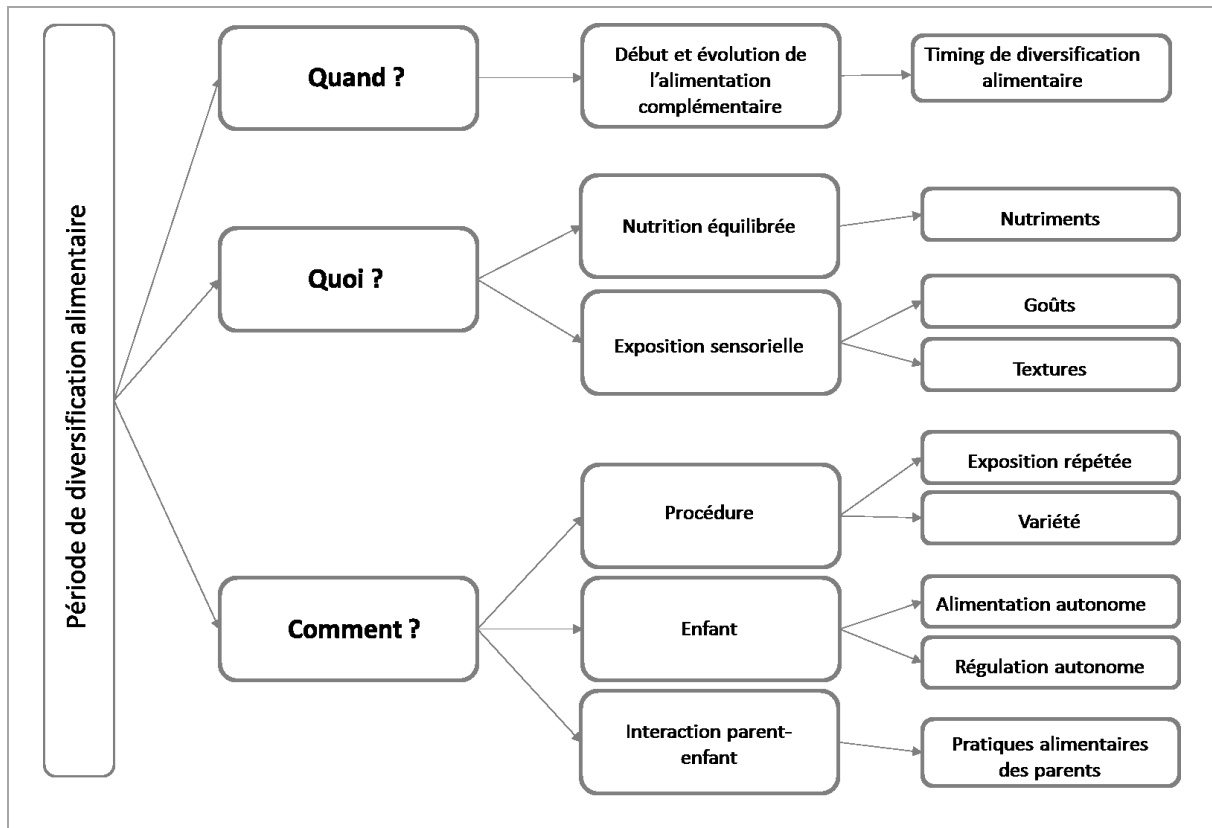 Période de diversification alimentaire
Quand ?
Début et évolution de
l'alimentation
complémentaire
Timing de diversification
alimentaire
Quoi ?
Nutrition équilibrée
Nutriments
Exposition sensorielle
Goûts
Textures
Comment ?
Procédure
Exposition répétée
Variété
Enfant
Alimentation autonome
Régulation autonome
Interaction parent-
enfant
Pratiques alimentaires
des parents